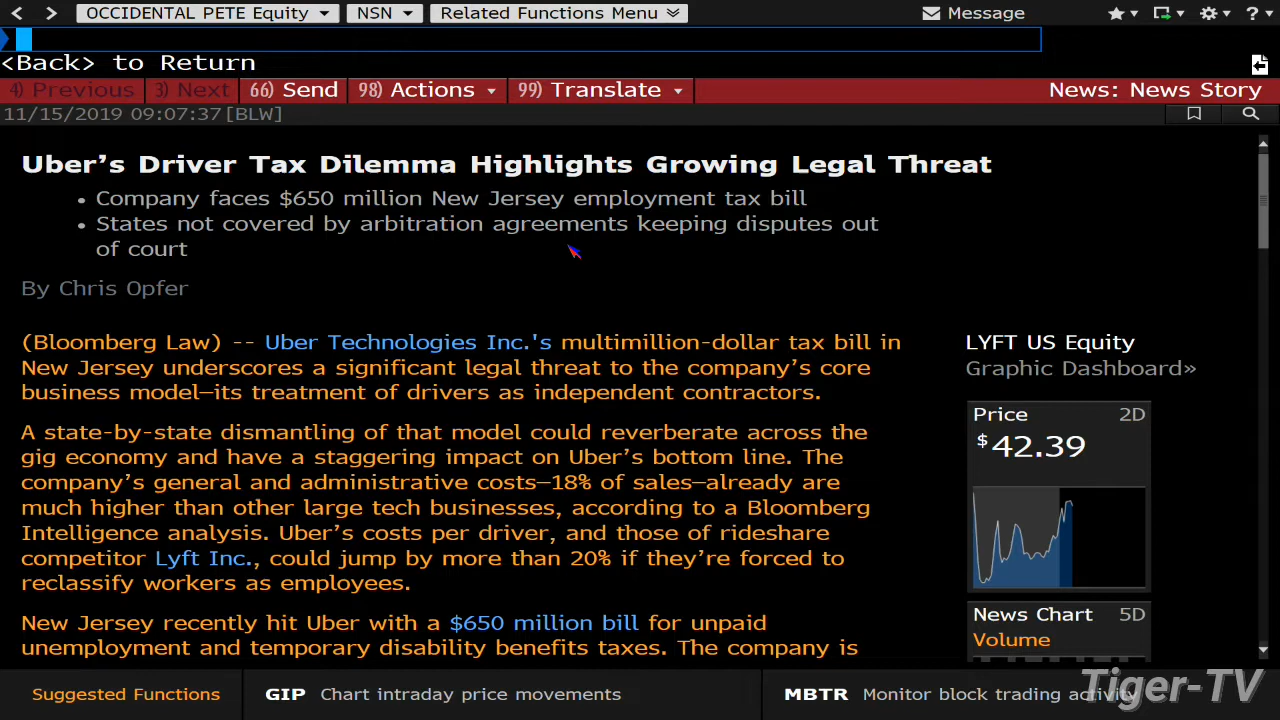 OCCIDENTAL PETE Equity NSN Related Functions Menu Message ?
<Back> to Return
4) Previous 3) Next 66) Send 98) Actions 99) Translate News: News Story
11/15/2019 09:07:37[BLW]
Uber's Driver Tax Dilemma Highlights Growing Legal Threat
• Company faces $650 million New Jersey employment tax bill
• States not covered by arbitration agreements keeping disputes out
of court
By Chris Opfer
(Bloomberg Law) -- Uber Technologies Inc.'s multimillion-dollar tax bill in
New Jersey underscores a significant legal threat to the company's core
business model—its treatment of drivers as independent contractors.
A state-by-state dismantling of that model could reverberate across the
gig economy and have a staggering impact on Uber's bottom line. The
company's general and administrative costs—18% of sales—already are
much higher than other large tech businesses, according to a Bloomberg
Intelligence analysis. Uber's costs per driver, and those of rideshare
competitor Lyft Inc., could jump by more than 20% if they're forced to
reclassify workers as employees.
New Jersey recently hit Uber with a $650 million bill for unpaid
unemployment and temporary disability benefits taxes. The company is
LYFT US Equity
Graphic Dashboard»
Price 2D
$42.39
News Chart 5D
Volume
Suggested Functions GIP Chart intraday price movements MBTR Monitor block trading activity
Tiger-TV